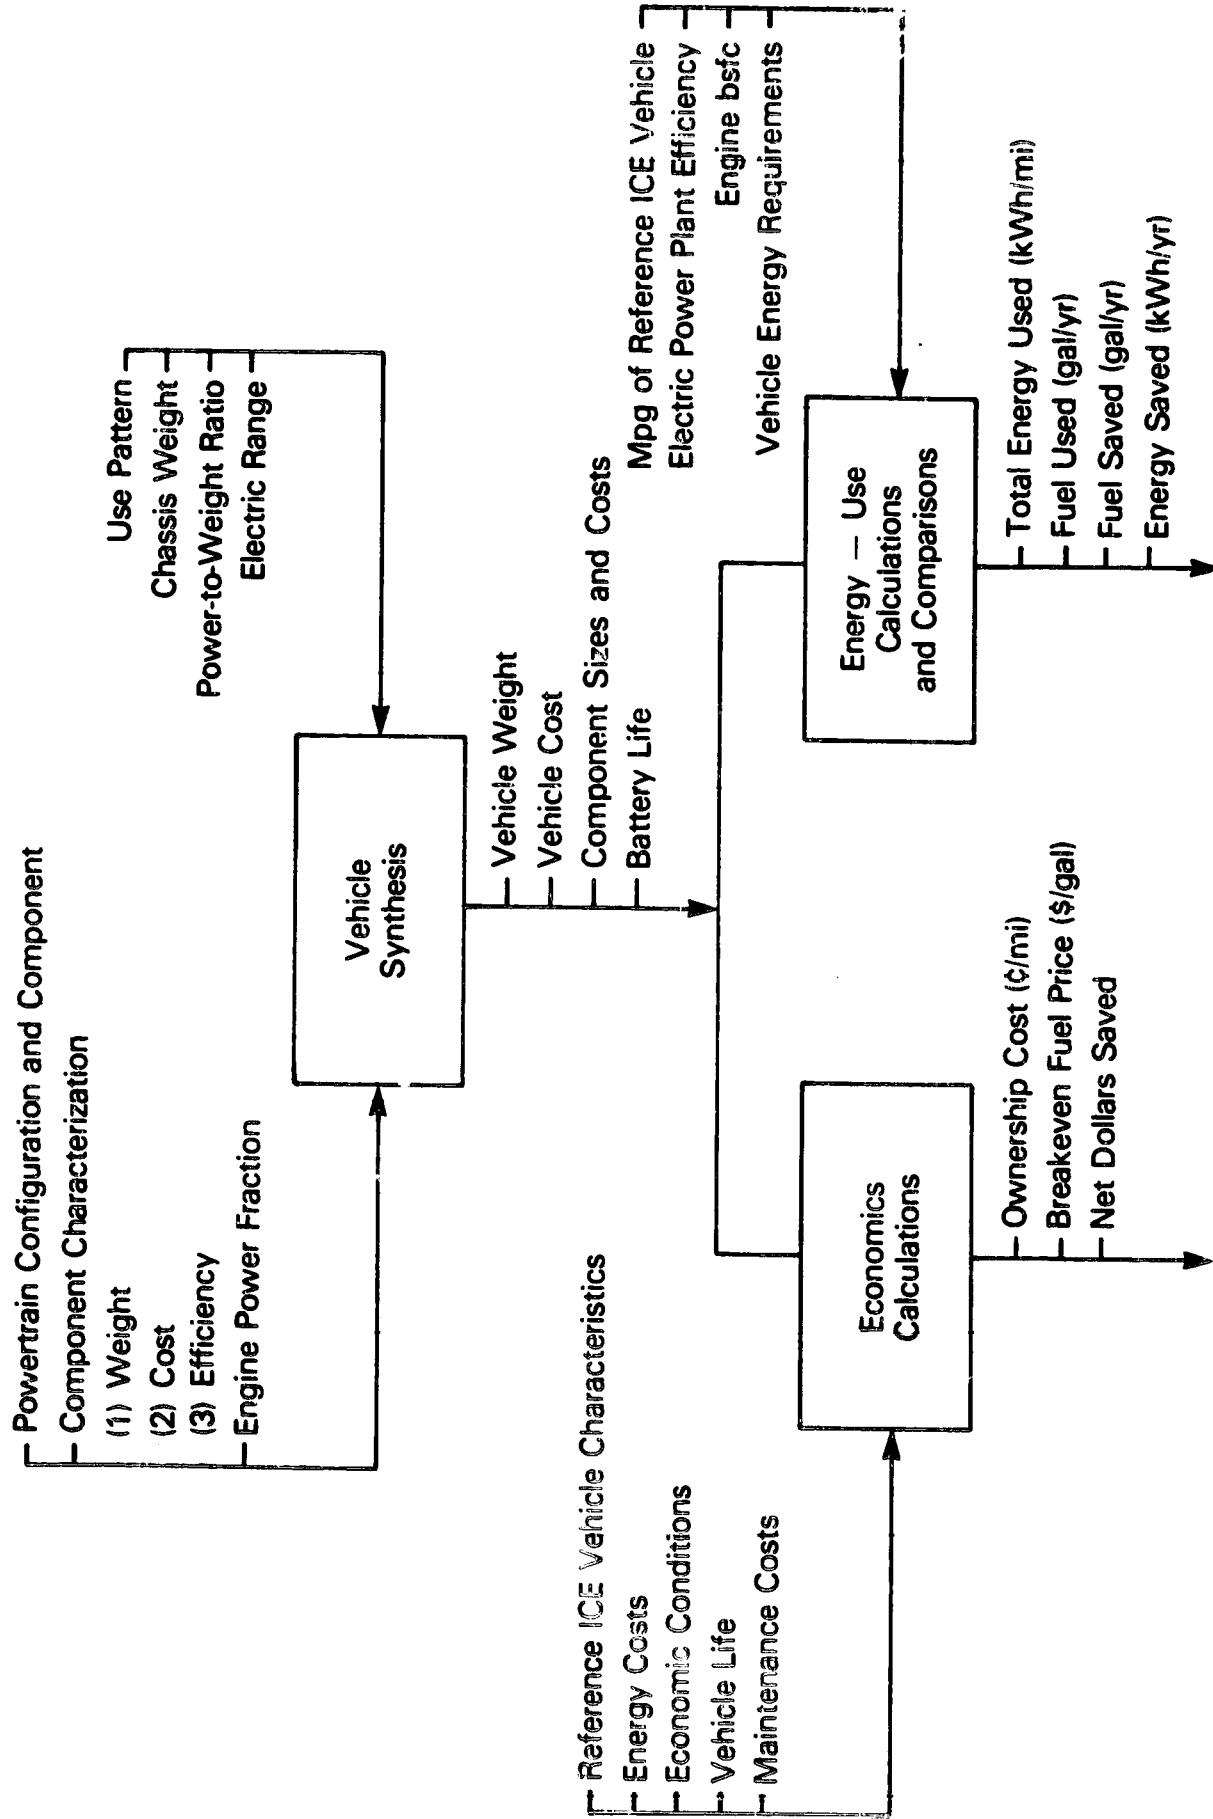 Powertrain Configuration and Component
Component Characterization
(1) Weight
(2) Cost
(3) Efficiency
Engine Power Fraction
Use Pattern
Chassis Weight
Power-to-Weight Ratio
Electric Range
Vehicle
Synthesis
Vehicle Weight
Vehicle Cost
Component Sizes and Costs
Battery Life
Reference ICE Vehicle Characteristics
Energy Costs
Economic Conditions
Vehicle Life
Maintenance Costs
Mpg of Reference ICE Vehicle
Electric Power Plant Efficiency
Engine bsfc
Vehicle Energy Requirements
Economics
Calculations
Energy — Use
Calculations
and Comparisons
Ownership Cost (¢/mi)
Breakeven Fuel Price ($/gal)
Net Dollars Saved
Total Energy Used (kWh/mi)
Fuel Used (gal/yr)
Fuel Saved (gal/yr)
Energy Saved (kWh/yr)